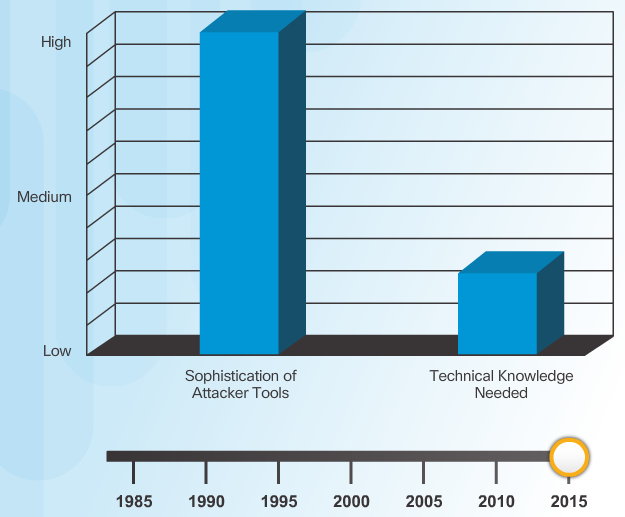 High
Medium
Low
Sophistication of
Attacker Tools
Technical Knowledge
Needed
1985 1990 1995 2000 2005 2010 2015